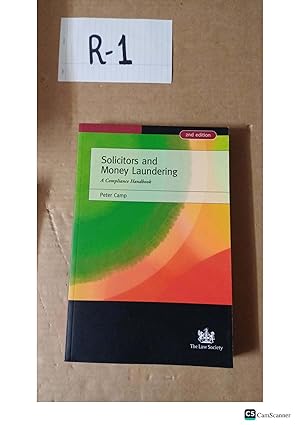 R-1
2nd edition
Solicitors and
Money Laundering
A Compliance Handbook
Peter Camp
The Law Society
CS CamScanner